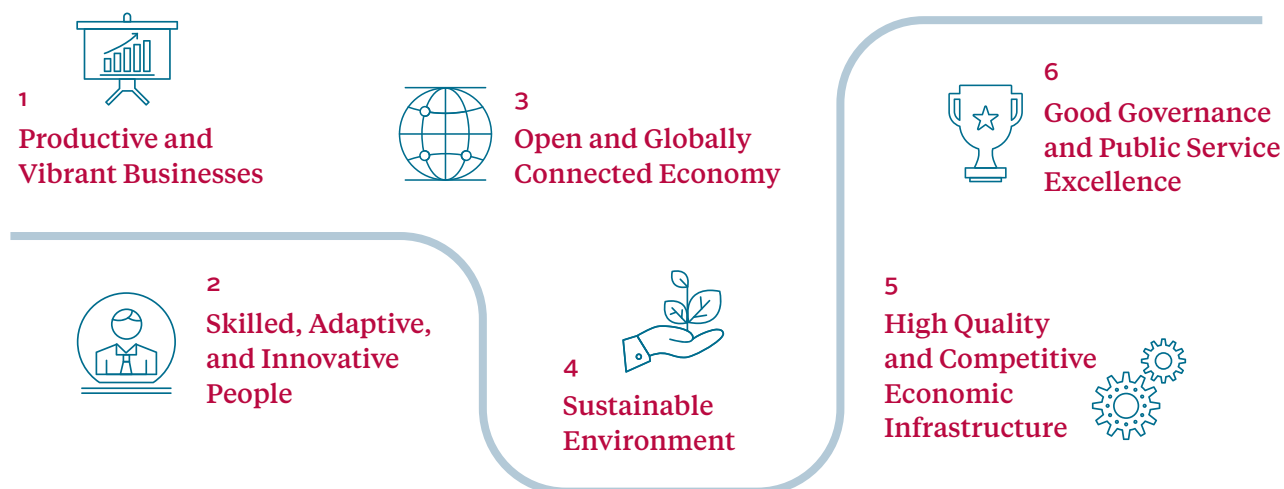 1
Productive and
Vibrant Businesses
2
Skilled, Adaptive,
and Innovative
People
3
Open and Globally
Connected Economy
4
Sustainable
Environment
5
High Quality
and Competitive
Economic
Infrastructure
6
Good Governance
and Public Service
Excellence